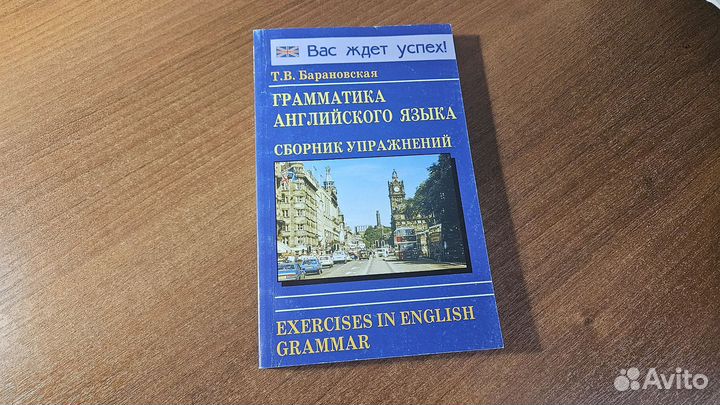 Вас ждет успех!
Т.В. Барановская
ГРАММАТИКА
АНГЛИЙСКОГО ЯЗЫКА
СБОРНИК УПРАЖНЕНИЙ
EXERCISES IN ENGLISH
GRAMMAR
Avito